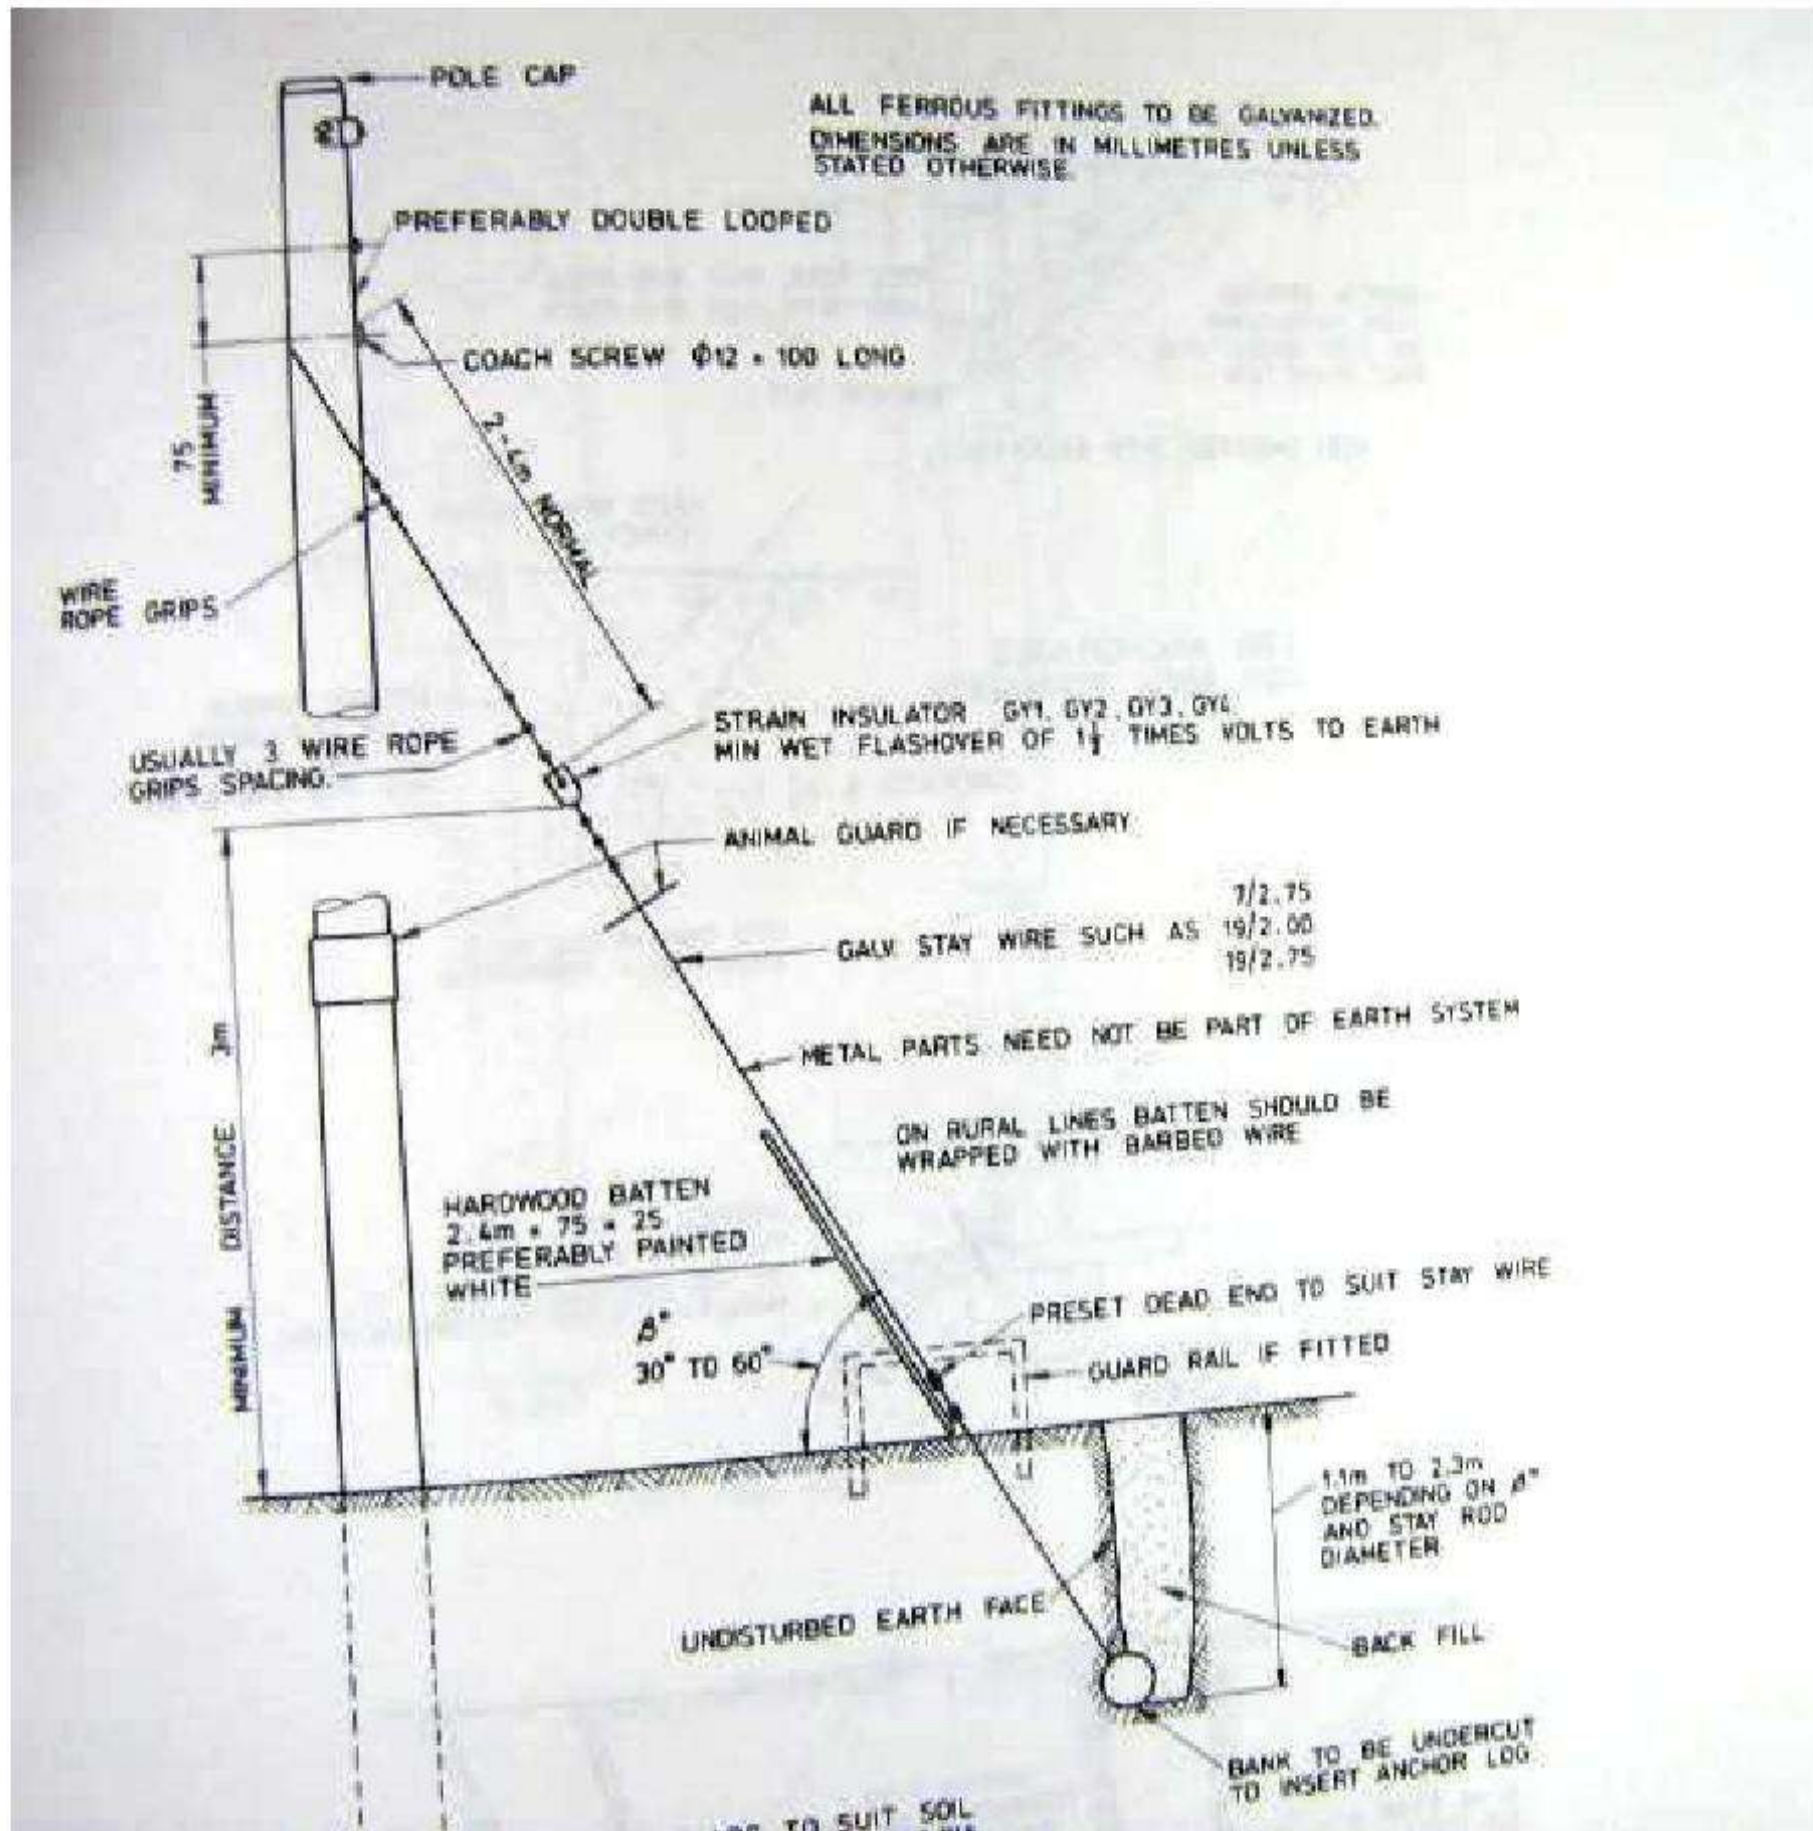 POLE CAP
ALL FERROUS FITTINGS TO BE GALVANIZED.
DIMENSIONS ARE IN MILLIMETRES UNLESS
STATED OTHERWISE.
PREFERABLY DOUBLE LOOPED
COACH SCREW Φ12 × 100 LONG
75
MINIMUM
2-4m NORMAL
WIRE
ROPE GRIPS
STRAIN INSULATOR GY1, GY2, GY3, GY4.
MIN WET FLASHOVER OF 1½ TIMES VOLTS TO EARTH
USUALLY 3 WIRE ROPE
GRIPS SPACING.
ANIMAL GUARD IF NECESSARY
7/2.75
GALV. STAY WIRE SUCH AS 19/2.00
19/2.75
METAL PARTS NEED NOT BE PART OF EARTH SYSTEM
MINIMUM DISTANCE 3m
ON RURAL LINES BATTEN SHOULD BE
WRAPPED WITH BARBED WIRE
HARDWOOD BATTEN
2.4m × 75 × 25
PREFERABLY PAINTED
WHITE
PRESET DEAD END TO SUIT STAY WIRE
β°
30° TO 60°
GUARD RAIL IF FITTED
1.1m TO 2.3m
DEPENDING ON β°
AND STAY ROD
DIAMETER
UNDISTURBED EARTH FACE
BACK FILL
BANK TO BE UNDERCUT
TO INSERT ANCHOR LOG
TO SUIT SOIL